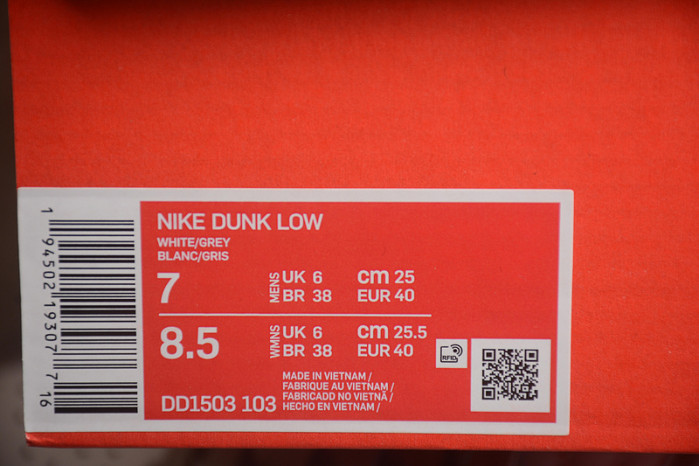 NIKE DUNK LOW
WHITE/GREY
BLANC/GRIS
7 MENS UK 6 cm 25
BR 38 EUR 40
8.5 WMNS UK 6 cm 25.5
BR 38 EUR 40
RFID
MADE IN VIETNAM /
FABRIQUE AU VIETNAM /
FABRICADO NO VIETNÃ /
HECHO EN VIETNAM /
DD1503 103
1 94502 19307 7 16